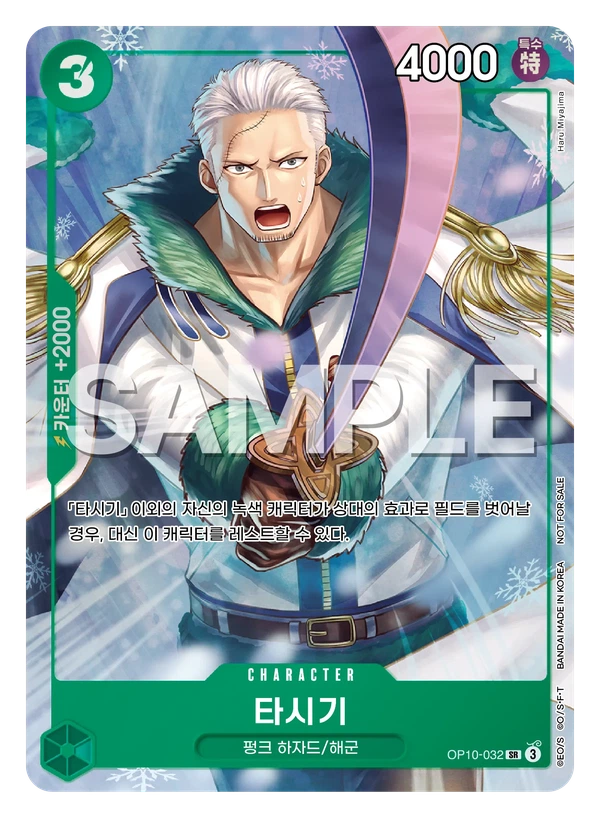 3
4000
특수
特
Haru.Miyajima
카운터 +2000
SAMPLE
「타시기」 이외의 자신의 녹색 캐릭터가 상대의 효과로 필드를 벗어날
경우, 대신 이 캐릭터를 레스트할 수 있다.
CHARACTER
타시기
펑크 하자드/해군
OP10-032 SR 3
©E.O/S ©O/S·F·T BANDAI MADE IN KOREA NOT FOR SALE